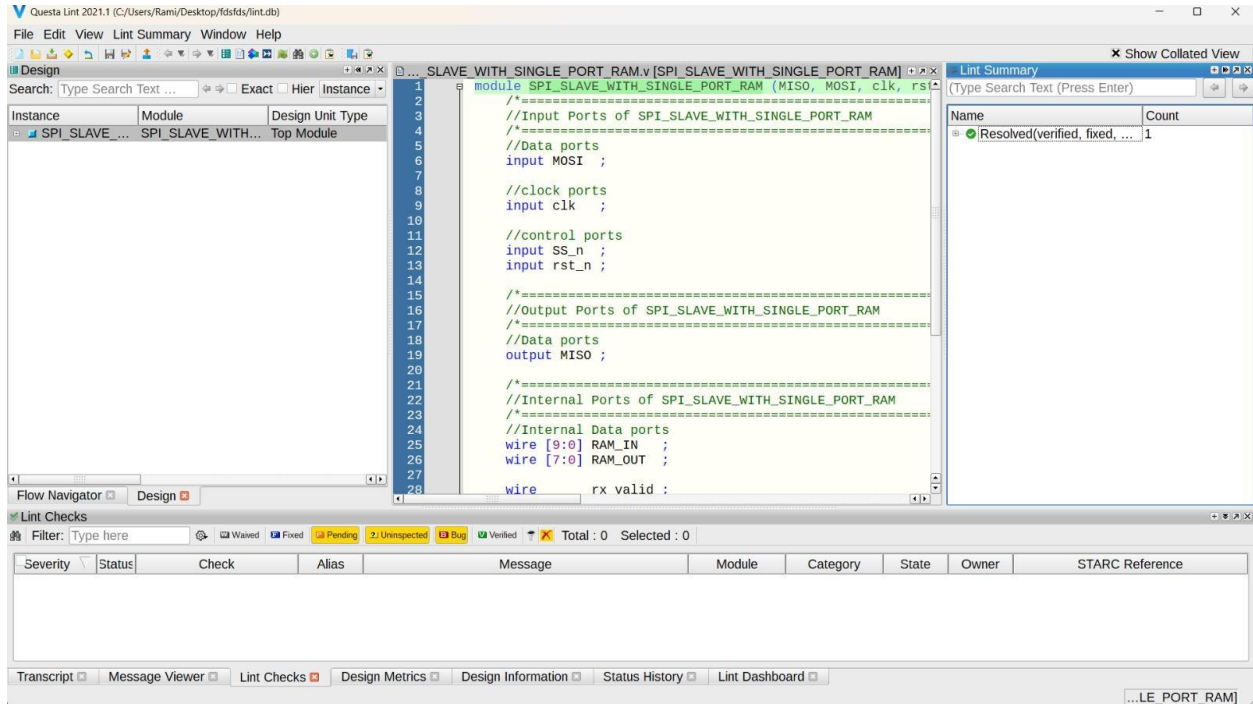 Questa Lint 2021.1 (C:/Users/Rami/Desktop/fdsfds/lint.db)
File Edit View Lint Summary Window Help
Show Collated View
Design
Search: Type Search Text ... Exact Hier Instance
Instance Module Design Unit Type
SPI_SLAVE_... SPI_SLAVE_WITH... Top Module
Flow Navigator Design
... SLAVE_WITH_SINGLE_PORT_RAM.v [SPI_SLAVE_WITH_SINGLE_PORT_RAM]
1 module SPI_SLAVE_WITH_SINGLE_PORT_RAM (MISO, MOSI, clk, rst
2 /*====================================================
3 //Input Ports of SPI_SLAVE_WITH_SINGLE_PORT_RAM
4 /*====================================================
5 //Data ports
6 input MOSI ;
7
8 //clock ports
9 input clk ;
10
11 //control ports
12 input SS_n ;
13 input rst_n ;
14
15 /*====================================================
16 //Output Ports of SPI_SLAVE_WITH_SINGLE_PORT_RAM
17 /*====================================================
18 //Data ports
19 output MISO ;
20
21 /*====================================================
22 //Internal Ports of SPI_SLAVE_WITH_SINGLE_PORT_RAM
23 /*====================================================
24 //Internal Data ports
25 wire [9:0] RAM_IN ;
26 wire [7:0] RAM_OUT ;
27
28 wire rx_valid ;
Lint Summary
(Type Search Text (Press Enter)
Name Count
Resolved(verified, fixed, ... 1
Lint Checks
Filter: Type here Waived Fixed Pending Uninspected Bug Verified Total : 0 Selected : 0
Severity Status Check Alias Message Module Category State Owner STARC Reference
Transcript Message Viewer Lint Checks Design Metrics Design Information Status History Lint Dashboard
...LE_PORT_RAM]